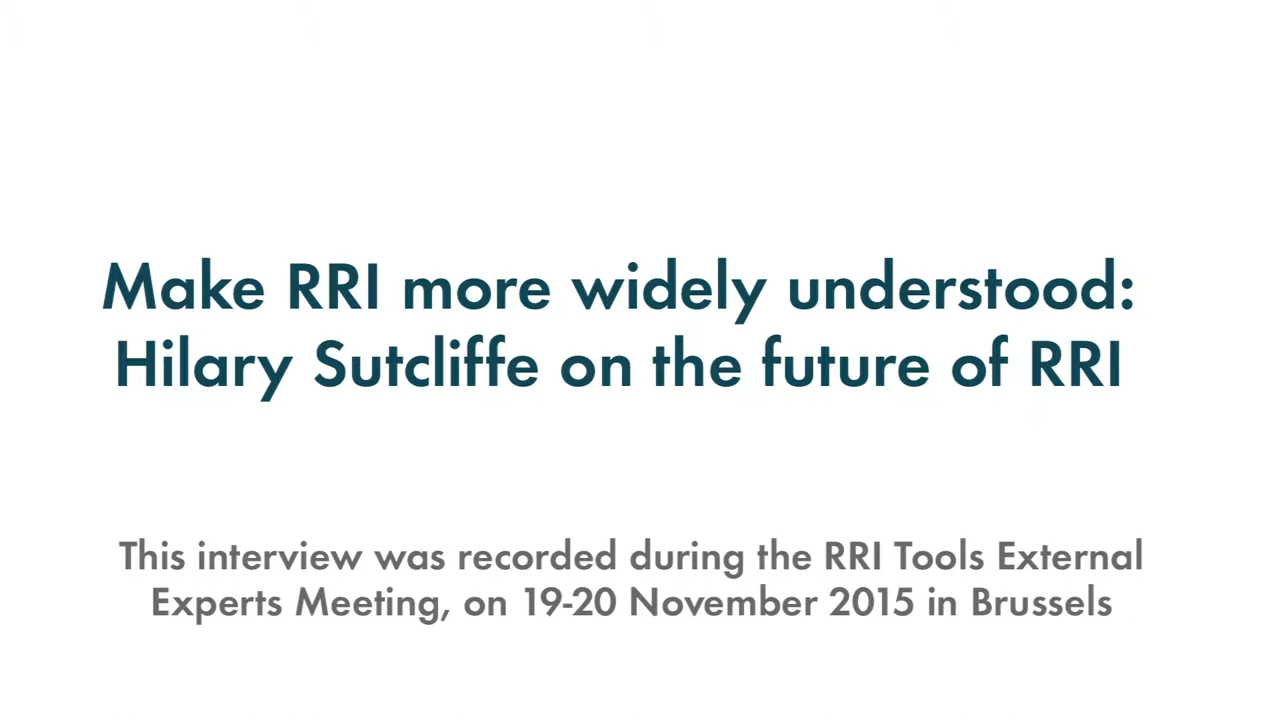 Make RRI more widely understood:
Hilary Sutcliffe on the future of RRI
This interview was recorded during the RRI Tools External
Experts Meeting, on 19-20 November 2015 in Brussels